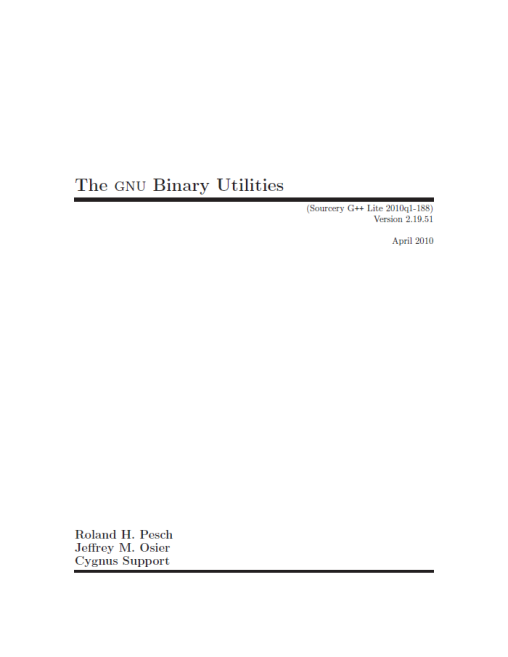 The GNU Binary Utilities
(Sourcery G++ Lite 2010q1-188)
Version 2.19.51
April 2010
Roland H. Pesch
Jeffrey M. Osier
Cygnus Support